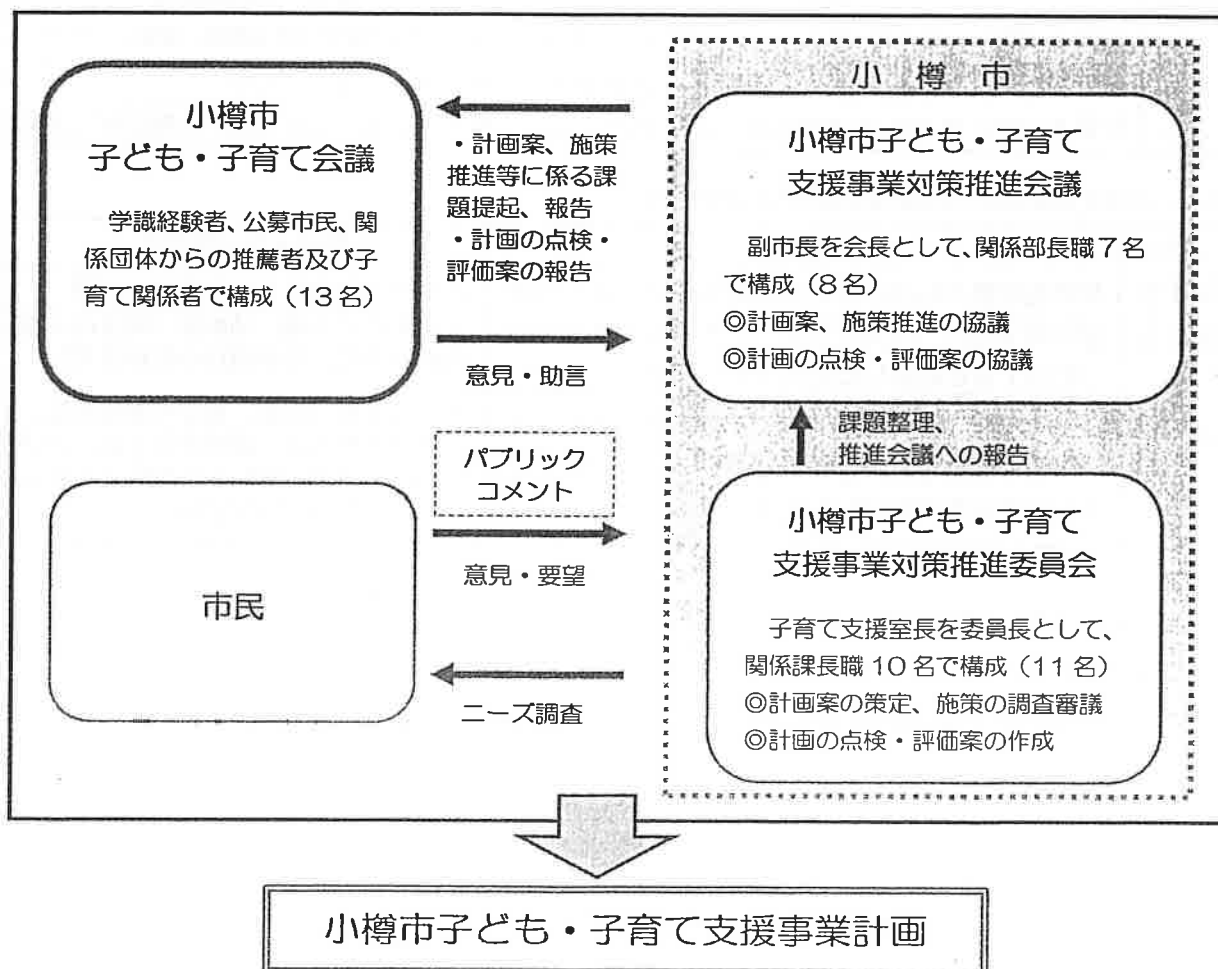 小樽市
子ども・子育て会議
学識経験者、公募市民、関
係団体からの推薦者及び子
育て関係者で構成（13名）
・計画案、施策
推進等に係る課
題提起、報告
・計画の点検・
評価案の報告
意見・助言
小樽市
小樽市子ども・子育て
支援事業対策推進会議
副市長を会長として、関係部長職7名
で構成（8名）
◎計画案、施策推進の協議
◎計画の点検・評価案の協議
課題整理、
推進会議への報告
市民
パブリック
コメント
意見・要望
ニーズ調査
小樽市子ども・子育て
支援事業対策推進委員会
子育て支援室長を委員長として、
関係課長職10名で構成（11名）
◎計画案の策定、施策の調査審議
◎計画の点検・評価案の作成
小樽市子ども・子育て支援事業計画